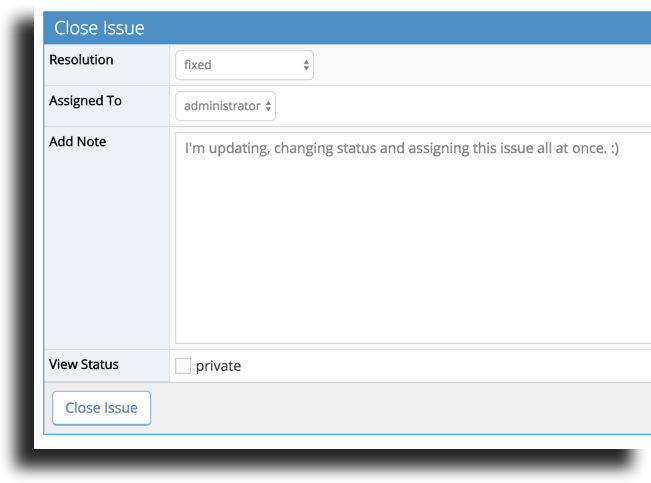 Close Issue
Resolution fixed
Assigned To administrator
Add Note I'm updating, changing status and assigning this issue all at once. :)
View Status private
Close Issue